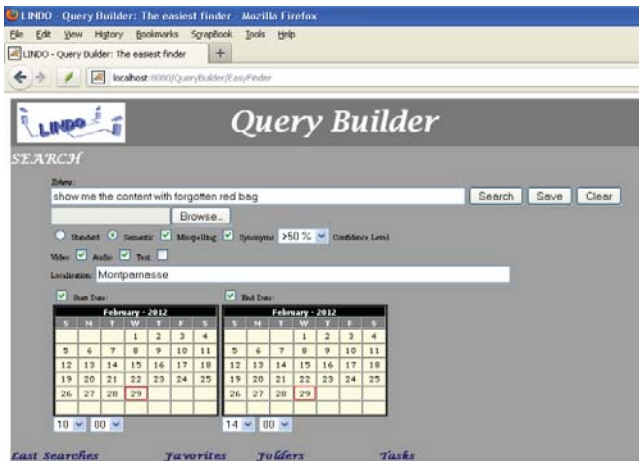 LINDO - Query Builder: The easiest finder - Mozilla Firefox
File Edit View History Bookmarks ScrapBook Tools Help
LINDO - Query Builder: The easiest finder +
localhost:8080/QueryBuilder/EasyFinder
LINDO Query Builder
SEARCH
show me the content with forgotten red bag Search Save Clear
Browse..
Standard Semantic Mispelling Synonyms >50 % Confidence Level
Video Audio Text
Localization: Montparnasse
Start Date: End Date:
February - 2012 February - 2012
S M T W T F S S M T W T F S
1 2 3 4 1 2 3 4
5 6 7 8 9 10 11 5 6 7 8 9 10 11
12 13 14 15 16 17 18 12 13 14 15 16 17 18
19 20 21 22 23 24 25 19 20 21 22 23 24 25
26 27 28 29 26 27 28 29
10 00 14 00
Last Searches Favorites Folders Tasks